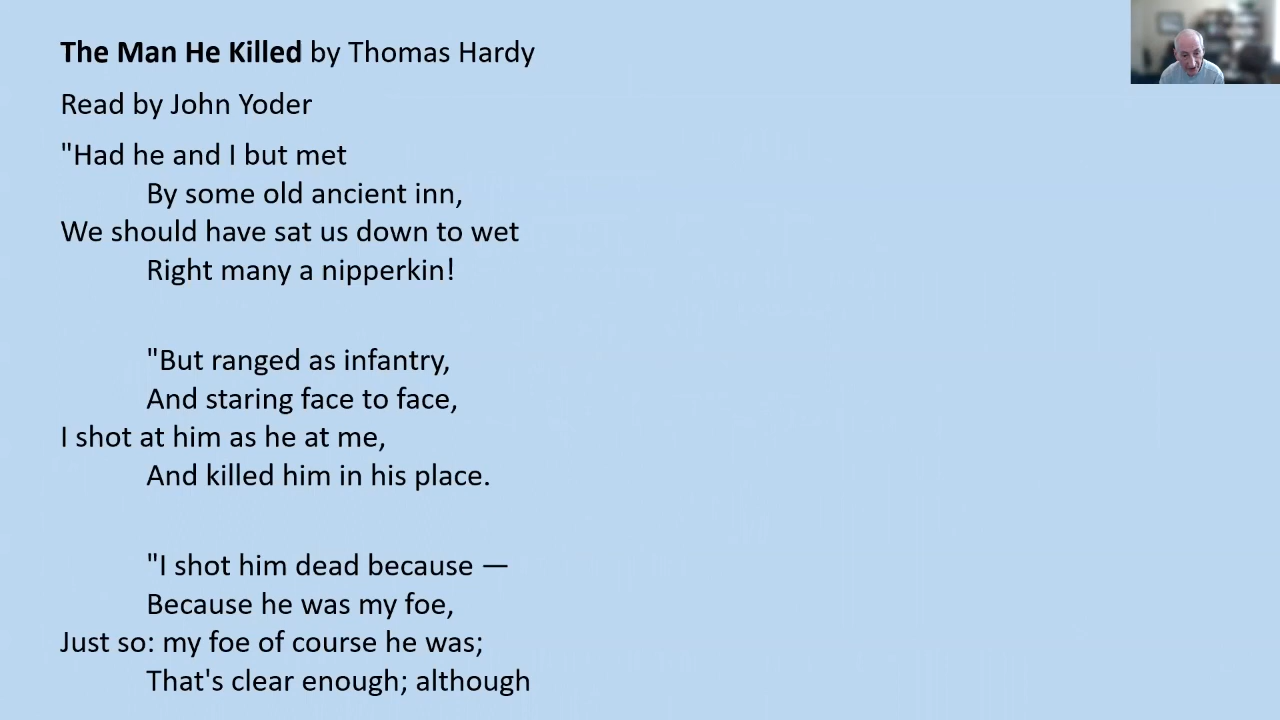 The Man He Killed by Thomas Hardy
Read by John Yoder
"Had he and I but met
By some old ancient inn,
We should have sat us down to wet
Right many a nipperkin!
"But ranged as infantry,
And staring face to face,
I shot at him as he at me,
And killed him in his place.
"I shot him dead because —
Because he was my foe,
Just so: my foe of course he was;
That's clear enough; although